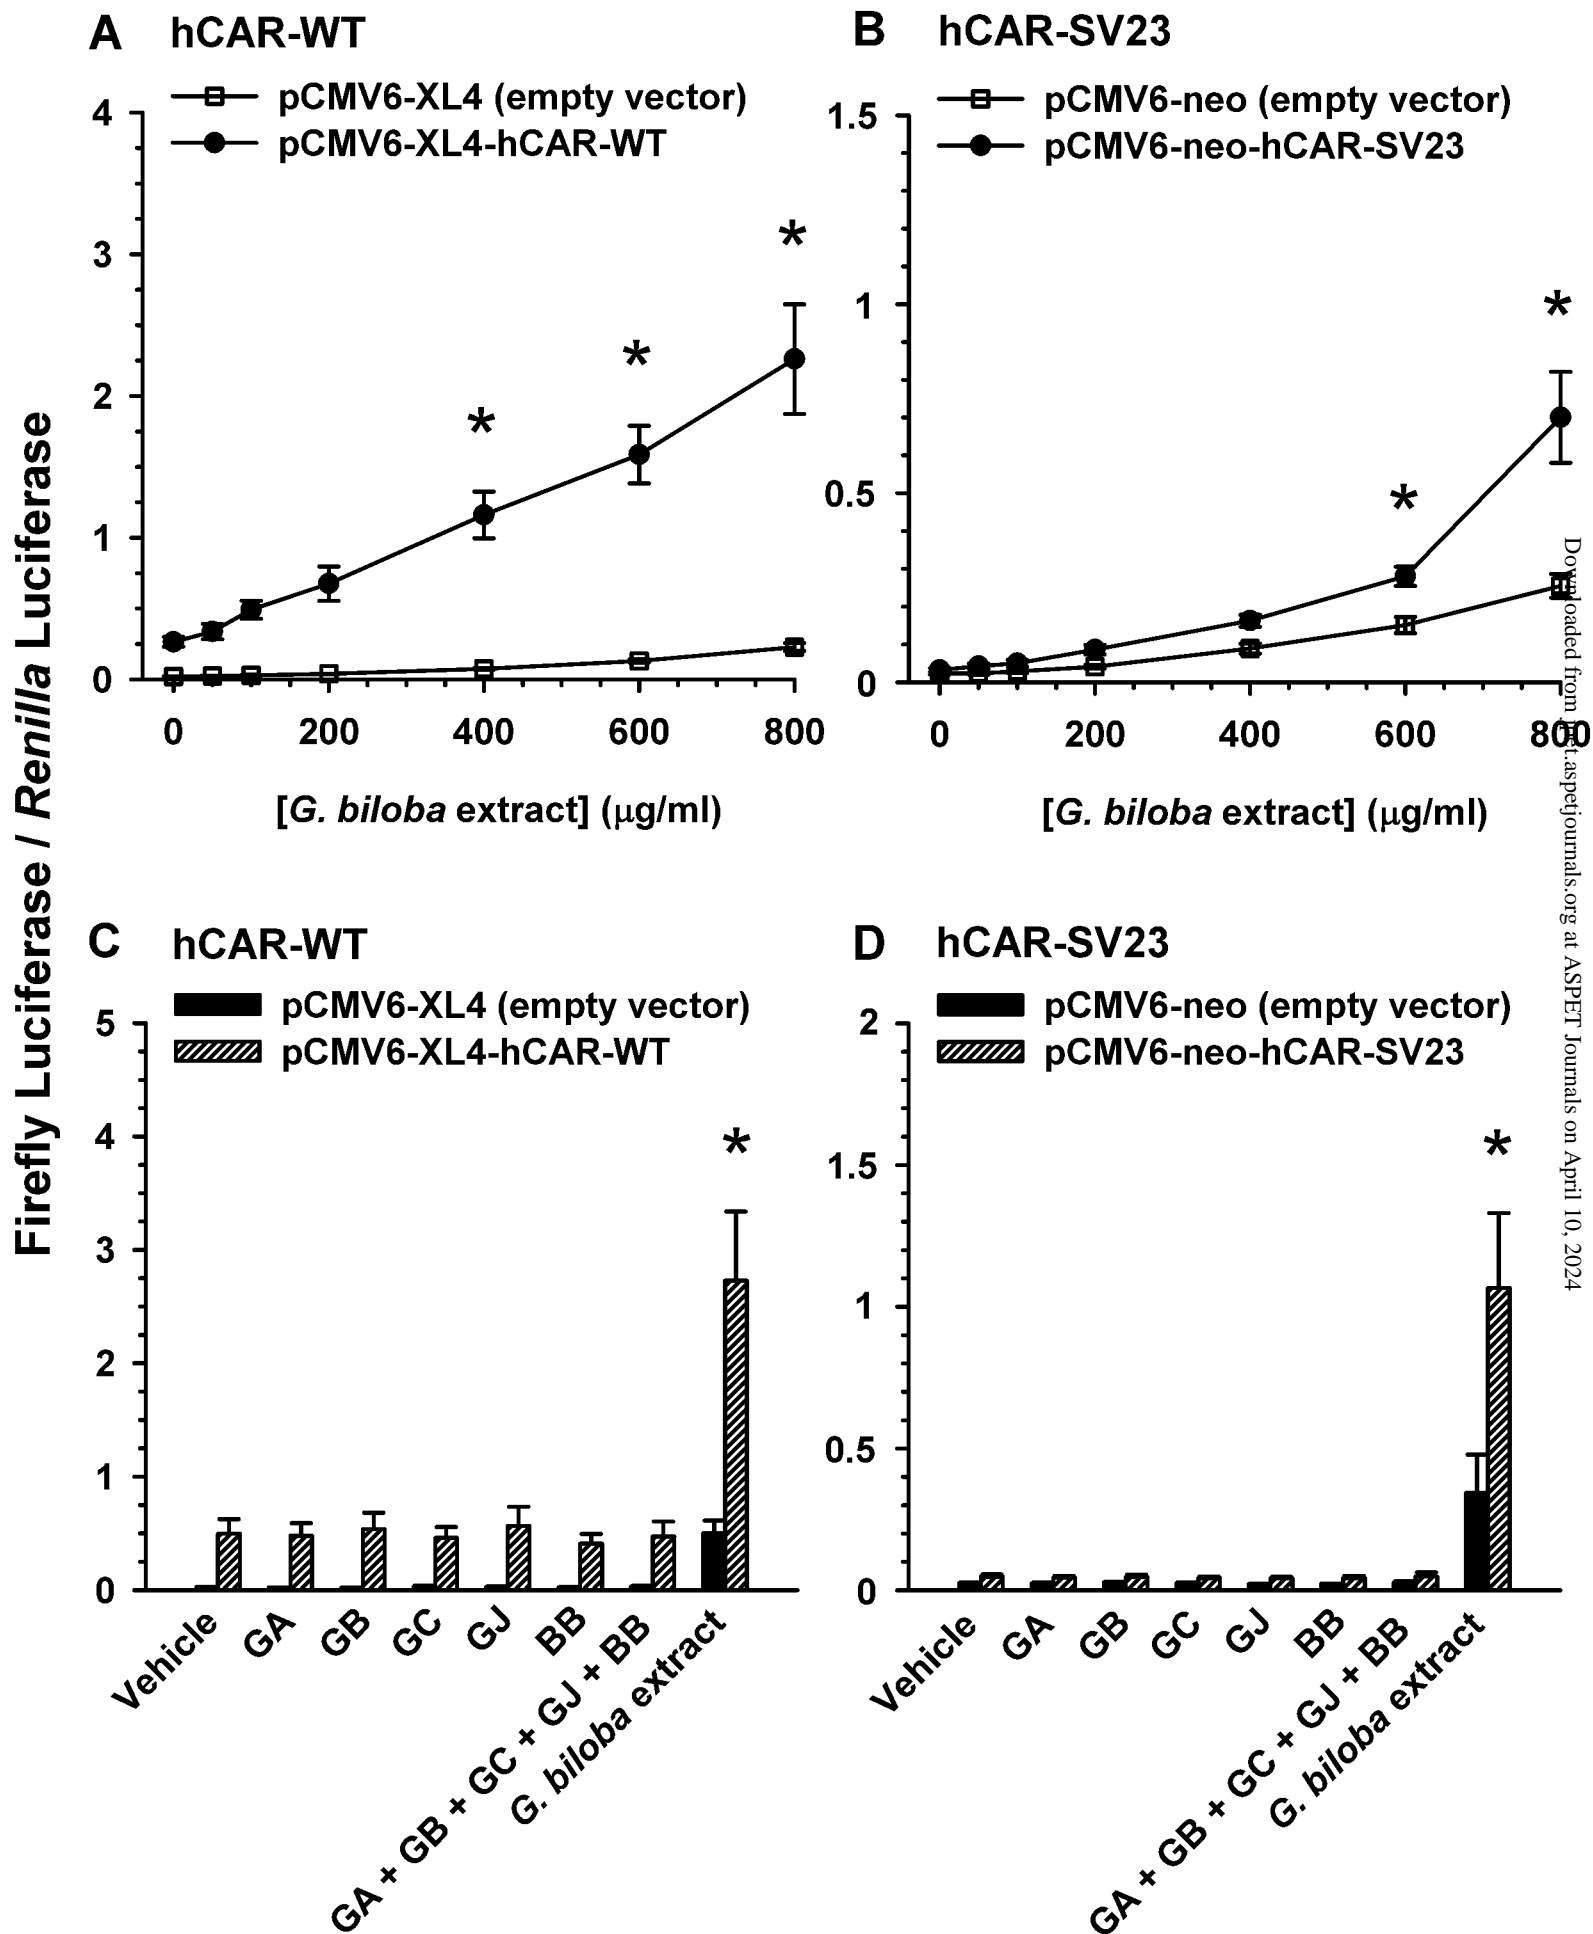 Firefly Luciferase / Renilla Luciferase
A hCAR-WT
pCMV6-XL4 (empty vector)
pCMV6-XL4-hCAR-WT
4
3
2
1
0
*
*
*
0 200 400 600 800
[G. biloba extract] (μg/ml)
B hCAR-SV23
pCMV6-neo (empty vector)
pCMV6-neo-hCAR-SV23
1.5
1
0.5
0
*
*
0 200 400 600 800
[G. biloba extract] (μg/ml)
C hCAR-WT
pCMV6-XL4 (empty vector)
pCMV6-XL4-hCAR-WT
5
4
3
2
1
0
*
Vehicle
GA
GB
GC
GJ
BB
GA + GB + GC + GJ + BB
G. biloba extract
D hCAR-SV23
pCMV6-neo (empty vector)
pCMV6-neo-hCAR-SV23
2
1.5
1
0.5
0
*
Vehicle
GA
GB
GC
GJ
BB
GA + GB + GC + GJ + BB
G. biloba extract
Downloaded from jpet.aspetjournals.org at ASPET Journals on April 10, 2024